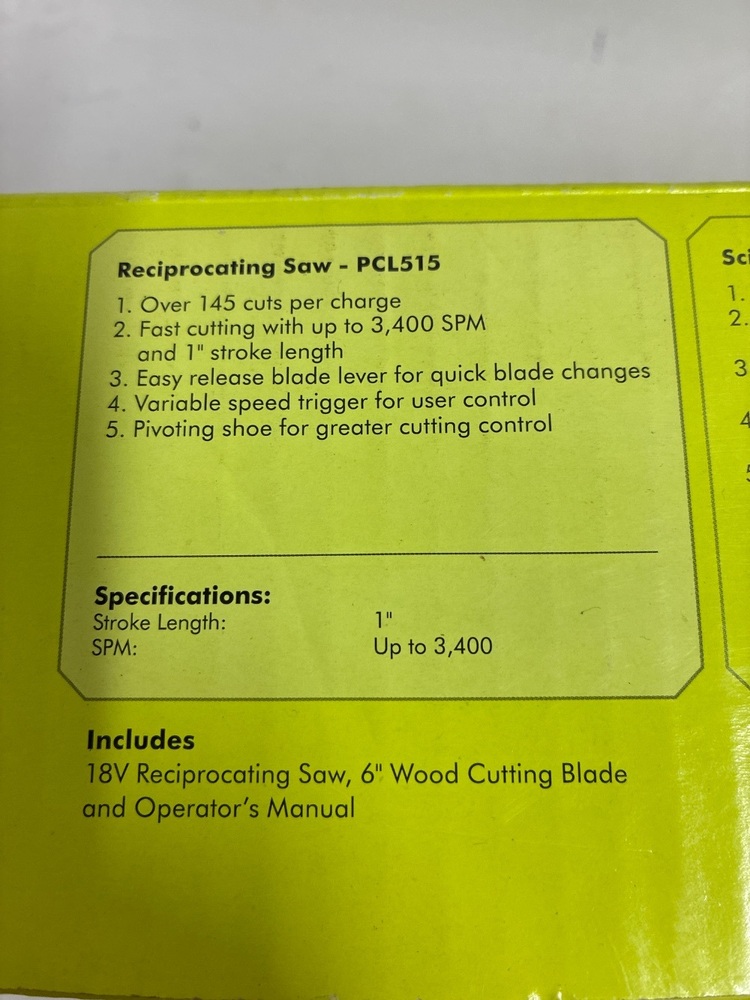 Reciprocating Saw - PCL515
1. Over 145 cuts per charge
2. Fast cutting with up to 3,400 SPM
and 1" stroke length
3. Easy release blade lever for quick blade changes
4. Variable speed trigger for user control
5. Pivoting shoe for greater cutting control
Specifications:
Stroke Length: 1"
SPM: Up to 3,400
Includes
18V Reciprocating Saw, 6" Wood Cutting Blade
and Operator's Manual
1.
2.
3
4